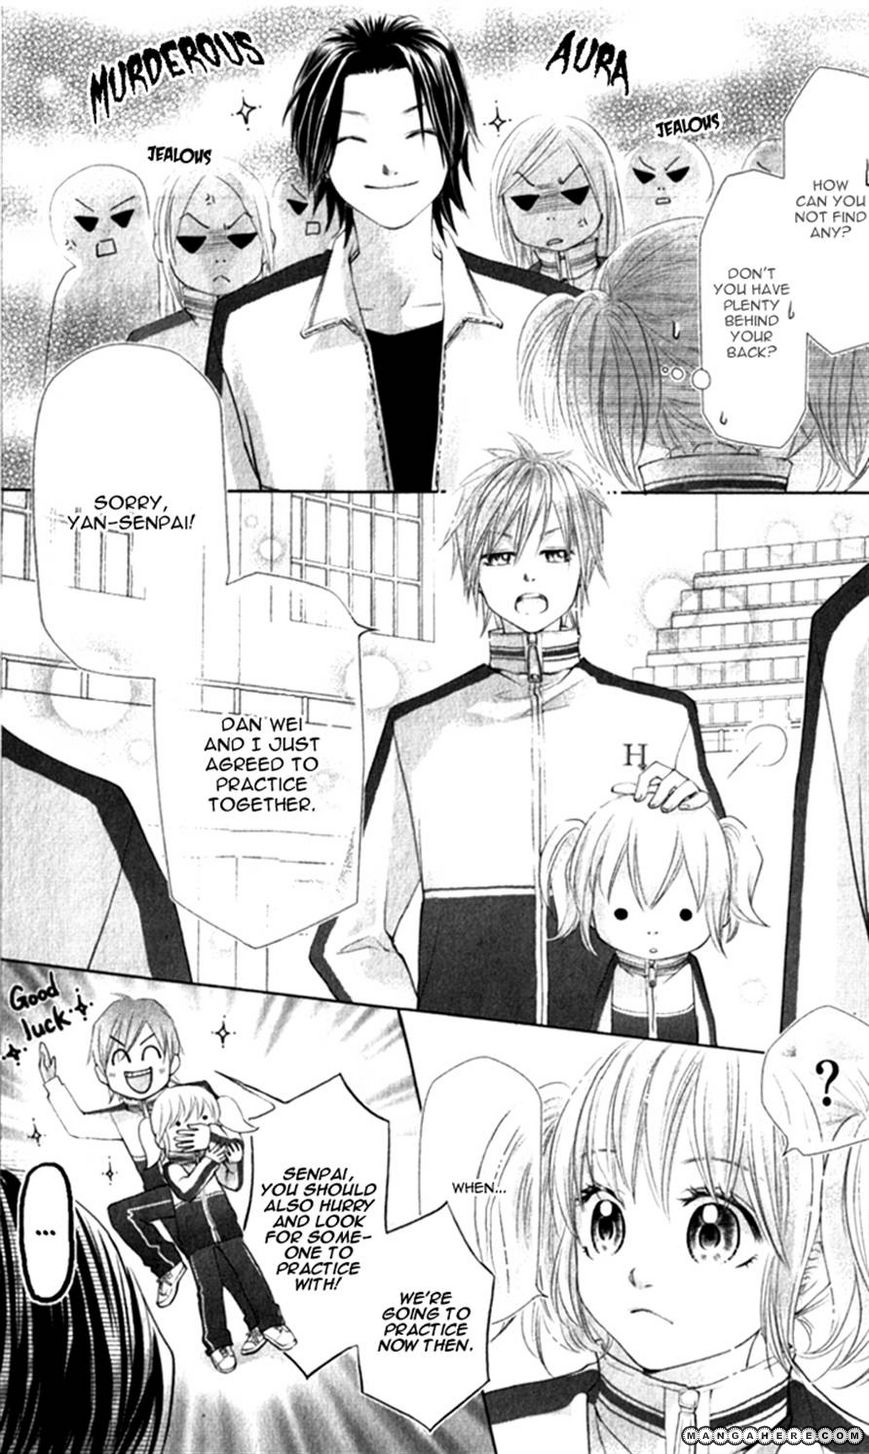 MURDEROUS
AURA
JEALOUS
JEALOUS
HOW
CAN YOU
NOT FIND
ANY?
DON'T
YOU HAVE
PLENTY
BEHIND
YOUR
BACK?
SORRY,
YAN-SENPAI!
DAN WEI
AND I JUST
AGREED TO
PRACTICE
TOGETHER.
H
?
WHEN...
Good
luck
SENPAI,
YOU SHOULD
ALSO HURRY
AND LOOK
FOR SOME-
ONE TO
PRACTICE
WITH!
WE'RE
GOING TO
PRACTICE
NOW THEN.
...
MANGAHERE.COM